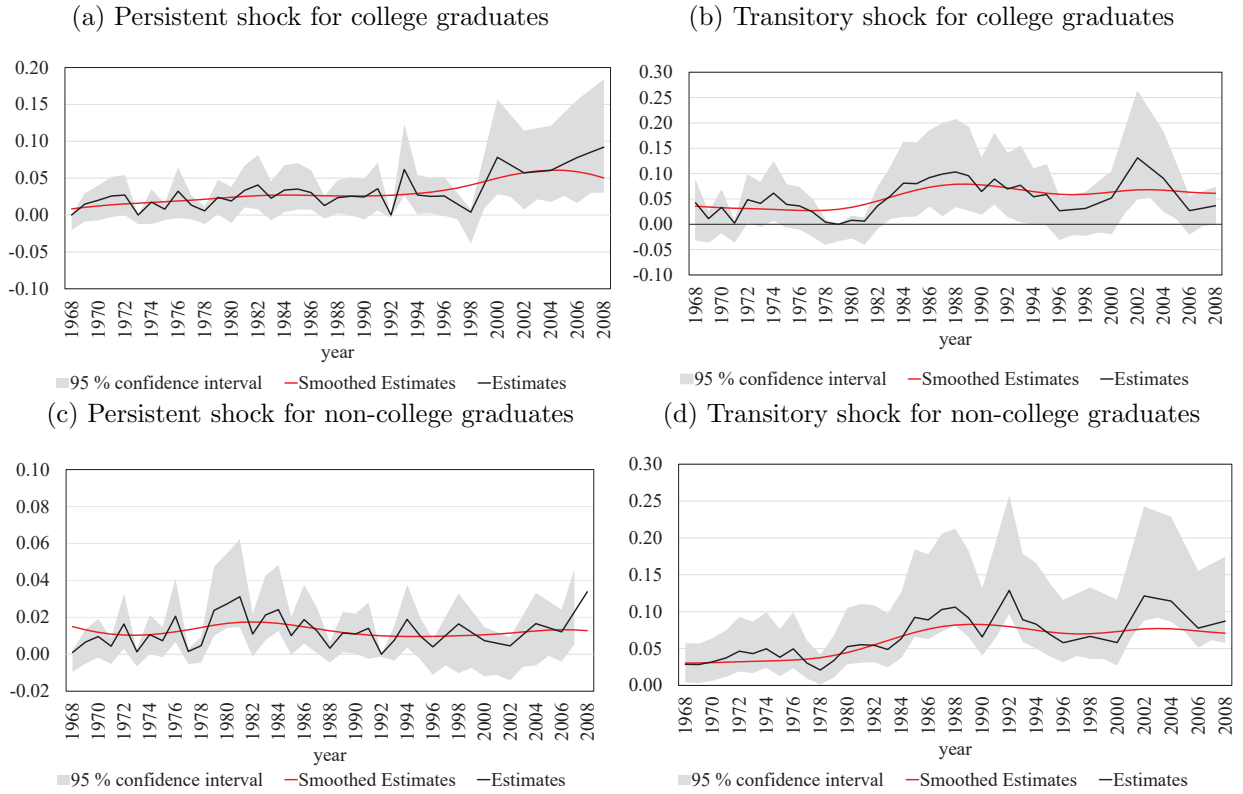 (a) Persistent shock for college graduates
0.20
0.15
0.10
0.05
0.00
-0.05
-0.10
1968 1970 1972 1974 1976 1978 1980 1982 1984 1986 1988 1990 1992 1994 1996 1998 2000 2002 2004 2006 2008
year
95 % confidence interval Smoothed Estimates Estimates
(b) Transitory shock for college graduates
0.30
0.25
0.20
0.15
0.10
0.05
0.00
-0.05
-0.10
1968 1970 1972 1974 1976 1978 1980 1982 1984 1986 1988 1990 1992 1994 1996 1998 2000 2002 2004 2006 2008
year
95 % confidence interval Smoothed Estimates Estimates
(c) Persistent shock for non-college graduates
0.10
0.08
0.06
0.04
0.02
0.00
-0.02
1968 1970 1972 1974 1976 1978 1980 1982 1984 1986 1988 1990 1992 1994 1996 1998 2000 2002 2004 2006 2008
year
95 % confidence interval Smoothed Estimates Estimates
(d) Transitory shock for non-college graduates
0.30
0.25
0.20
0.15
0.10
0.05
0.00
1968 1970 1972 1974 1976 1978 1980 1982 1984 1986 1988 1990 1992 1994 1996 1998 2000 2002 2004 2006 2008
year
95 % confidence interval Smoothed Estimates Estimates